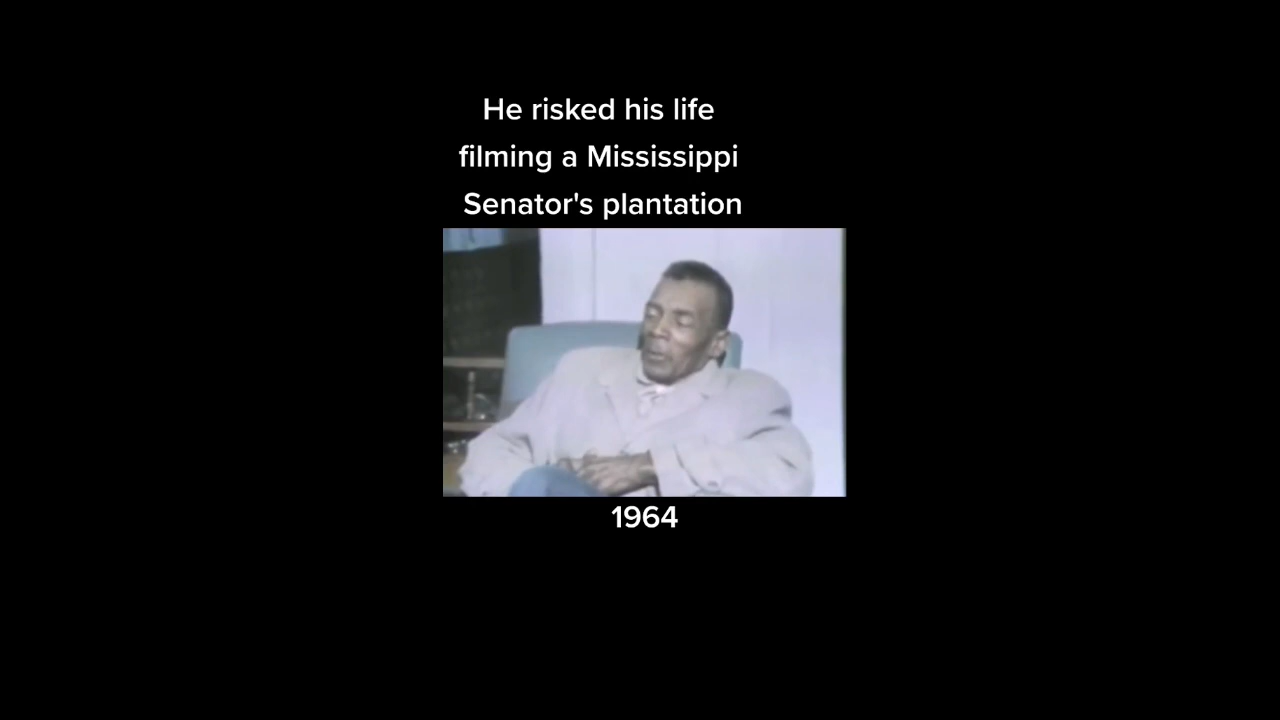 He risked his life
filming a Mississippi
Senator's plantation
1964